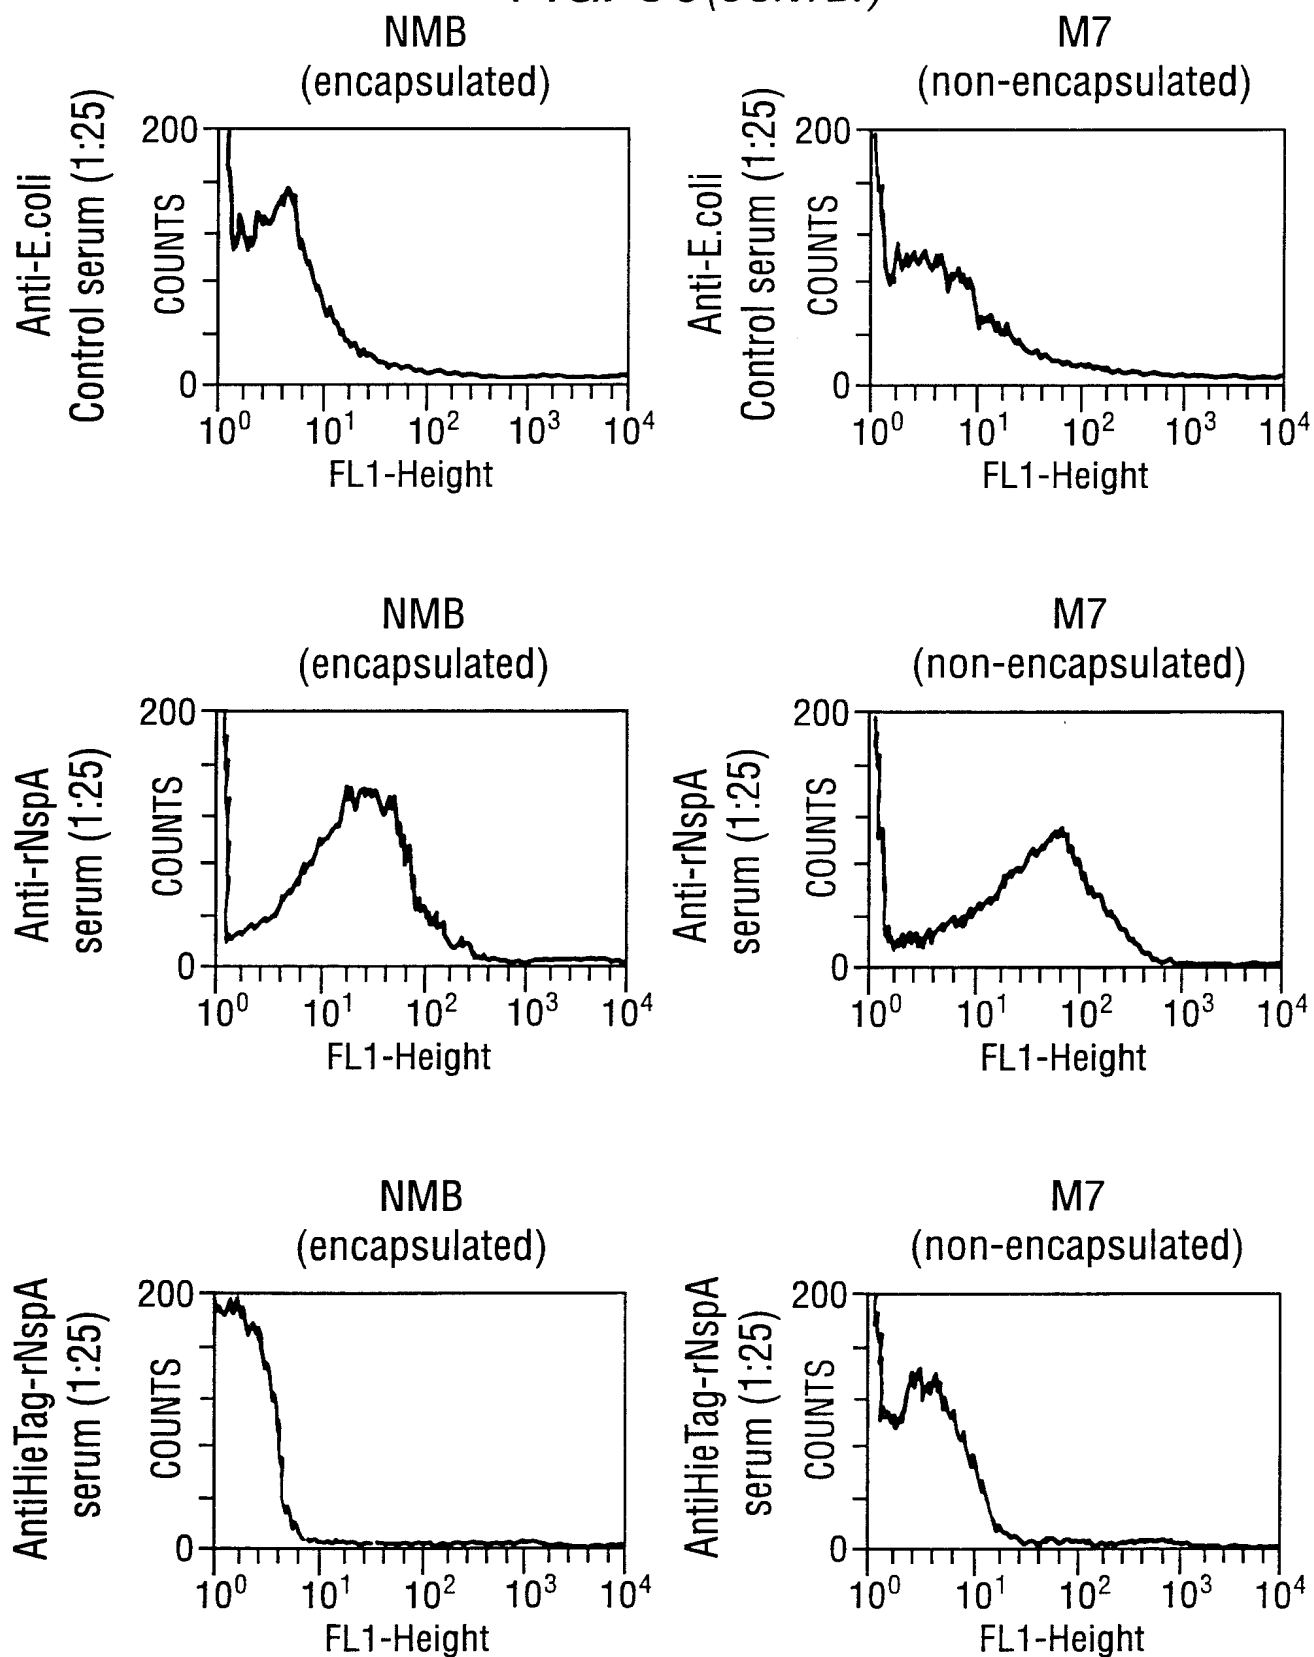 (CONT'D.)
NMB
(encapsulated)
M7
(non-encapsulated)
Anti-E.coli
Control serum (1:25)
COUNTS
200
0
10⁰ 10¹ 10² 10³ 10⁴
FL1-Height
Anti-E.coli
Control serum (1:25)
COUNTS
200
0
10⁰ 10¹ 10² 10³ 10⁴
FL1-Height
NMB
(encapsulated)
M7
(non-encapsulated)
Anti-rNspA
serum (1:25)
COUNTS
200
0
10⁰ 10¹ 10² 10³ 10⁴
FL1-Height
Anti-rNspA
serum (1:25)
COUNTS
200
0
10⁰ 10¹ 10² 10³ 10⁴
FL1-Height
NMB
(encapsulated)
M7
(non-encapsulated)
AntiHieTag-rNspA
serum (1:25)
COUNTS
200
0
10⁰ 10¹ 10² 10³ 10⁴
FL1-Height
AntiHieTag-rNspA
serum (1:25)
COUNTS
200
0
10⁰ 10¹ 10² 10³ 10⁴
FL1-Height